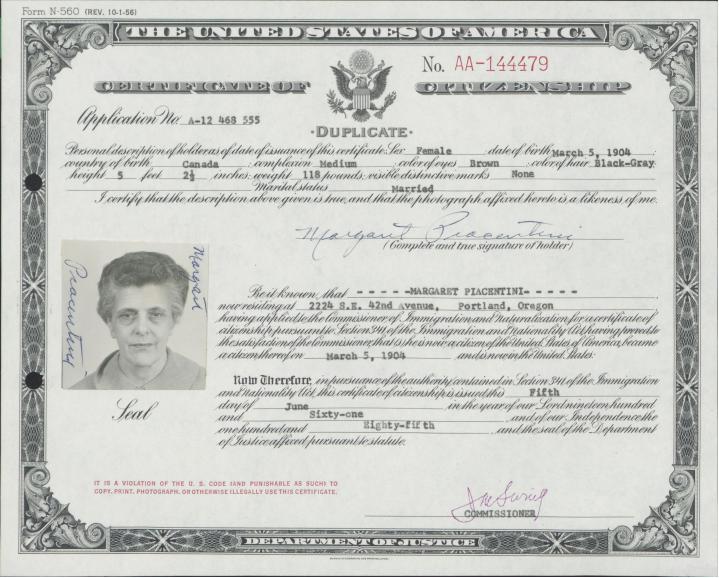 Form N-560 (REV. 10-1-56)
THE UNITED STATES OF AMERICA
No. AA-144479
CERTIFICATE OF CITIZENSHIP
Application No. A-12 468 555
·DUPLICATE·
Personal description of holder as of date of issuance of this certificate: Sex Female date of birth March 5, 1904
country of birth Canada complexion Medium color of eyes Brown color of hair Black-Gray
height 5 feet 2½ inches; weight 118 pounds; visible distinctive marks None
Marital status Married
I certify that the description above given is true, and that the photograph affixed hereto is a likeness of me.
Margaret Piacentini
(Complete and true signature of holder)
Margaret
Piacentini
Be it known, that - - - - -MARGARET PIACENTINI- - - - -
now residing at 2224 S.E. 42nd Avenue, Portland, Oregon
having applied to the Commissioner of Immigration and Naturalization for a certificate of
citizenship pursuant to Section 341 of the Immigration and Nationality Act, having proved to
the satisfaction of the Commissioner, that she is now a citizen of the United States of America, became
a citizen thereof on March 5, 1904 and is now in the United States:
Now Therefore, in pursuance of the authority contained in Section 341 of the Immigration
and Nationality Act, this certificate of citizenship is issued this Fifth
day of June in the year of our Lord nineteen hundred
and Sixty-one and of our Independence the
one hundred and Eighty-fifth and the seal of the Department
of Justice affixed pursuant to statute.
Seal
IT IS A VIOLATION OF THE U. S. CODE (AND PUNISHABLE AS SUCH) TO
COPY, PRINT, PHOTOGRAPH, OR OTHERWISE ILLEGALLY USE THIS CERTIFICATE.
COMMISSIONER
DEPARTMENT OF JUSTICE